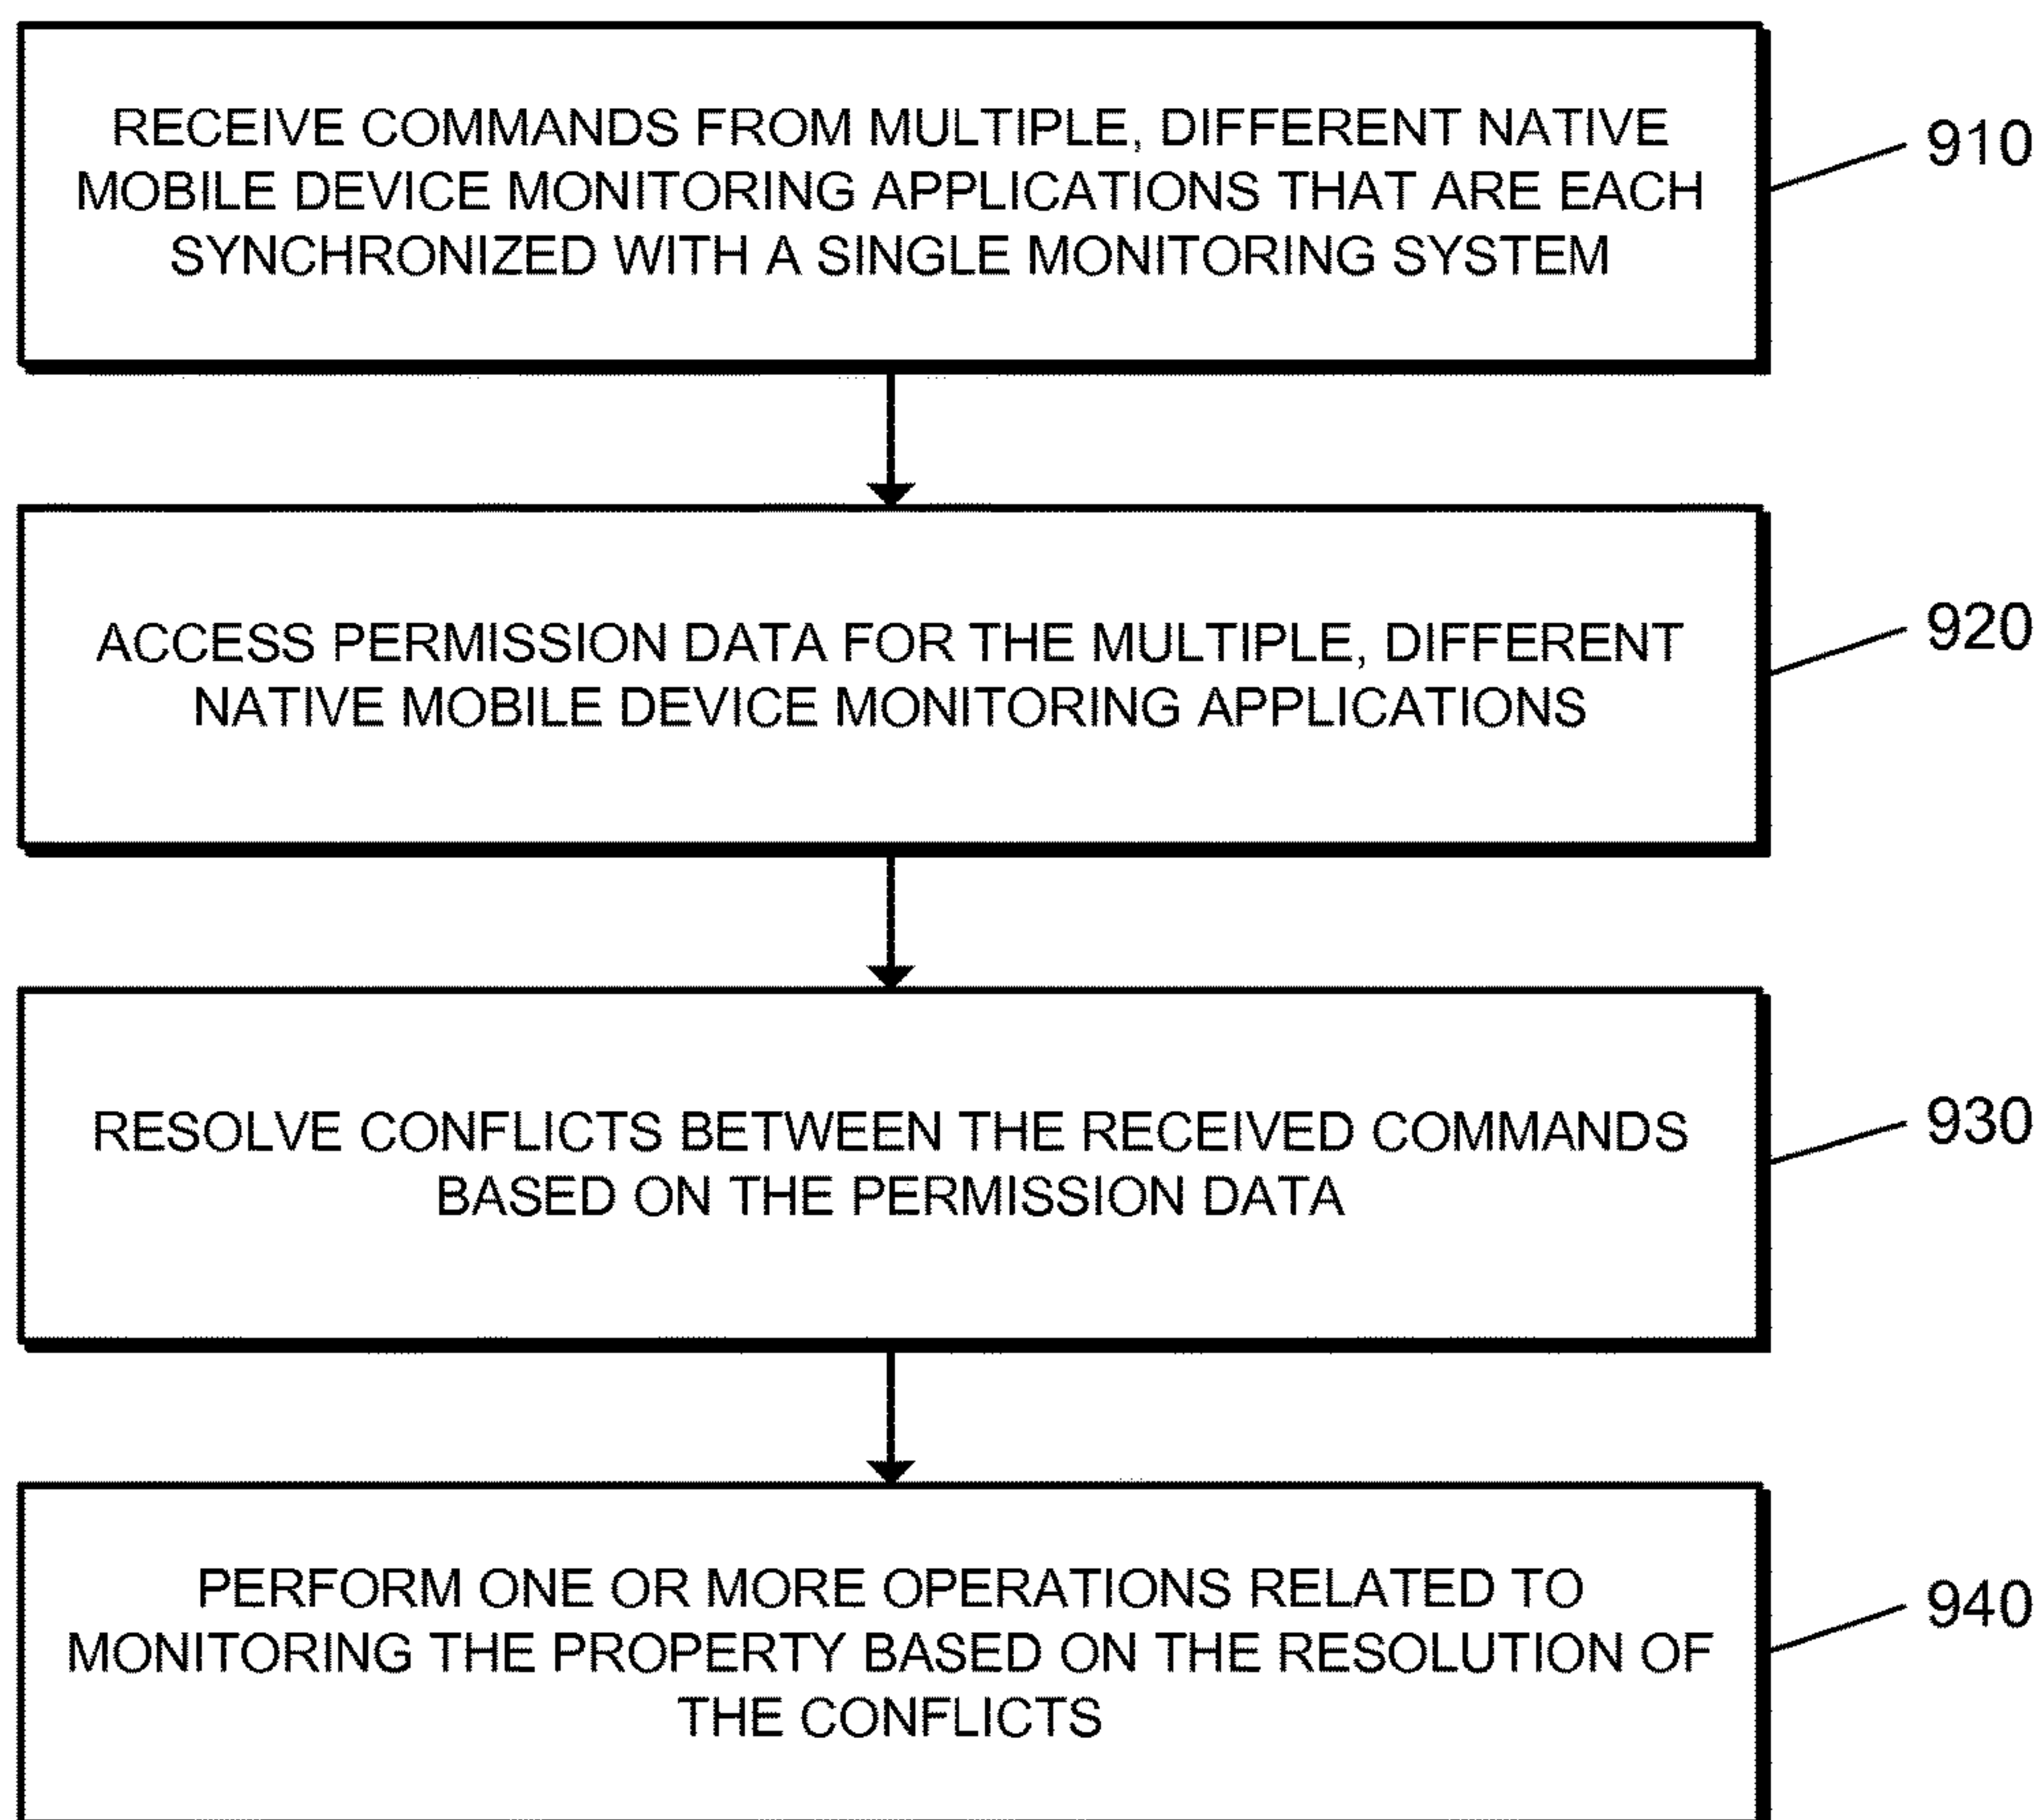 RECEIVE COMMANDS FROM MULTIPLE, DIFFERENT NATIVE
MOBILE DEVICE MONITORING APPLICATIONS THAT ARE EACH
SYNCHRONIZED WITH A SINGLE MONITORING SYSTEM
910
ACCESS PERMISSION DATA FOR THE MULTIPLE, DIFFERENT
NATIVE MOBILE DEVICE MONITORING APPLICATIONS
920
RESOLVE CONFLICTS BETWEEN THE RECEIVED COMMANDS
BASED ON THE PERMISSION DATA
930
PERFORM ONE OR MORE OPERATIONS RELATED TO
MONITORING THE PROPERTY BASED ON THE RESOLUTION OF
THE CONFLICTS
940